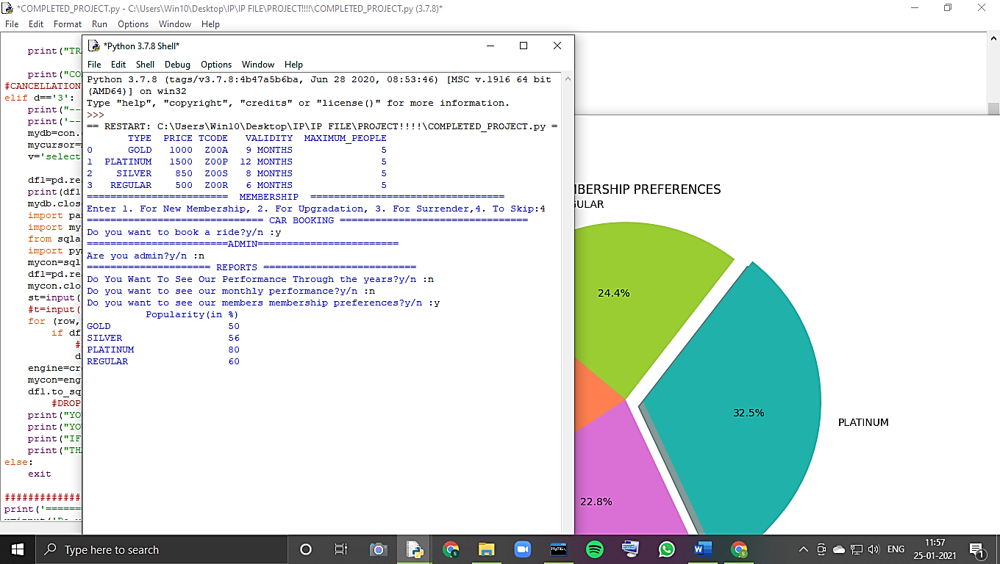 *COMPLETED_PROJECT.py - C:\Users\Win10\Desktop\IP\IP FILE\PROJECT!!!!\COMPLETED_PROJECT.py (3.7.8)*
File Edit Format Run Options Window Help
print("TR
print("CO
#CANCELLATION
elif d=='3':
print("--
print('--
mydb=con.
mycursor=
v='select
dfl=pd.re
print(dfl
mydb.clos
import pa
import my
from sqla
import py
mycon=sql
dfl=pd.re
mycon.clo
st=input(
#t=input(
for (row,
if df
#
d
engine=cr
mycon=eng
dfl.to_sq
#DROP
print("YO
print("YO
print("IF
print("TH
else:
exit
#############
print('======
*Python 3.7.8 Shell*
File Edit Shell Debug Options Window Help
Python 3.7.8 (tags/v3.7.8:4b47a5b6ba, Jun 28 2020, 08:53:46) [MSC v.1916 64 bit
(AMD64)] on win32
Type "help", "copyright", "credits" or "license()" for more information.
>>>
== RESTART: C:\Users\Win10\Desktop\IP\IP FILE\PROJECT!!!!\COMPLETED_PROJECT.py =
TYPE PRICE TCODE VALIDITY MAXIMUM_PEOPLE
0 GOLD 1000 Z00A 9 MONTHS 5
1 PLATINUM 1500 Z00P 12 MONTHS 5
2 SILVER 850 Z00S 8 MONTHS 5
3 REGULAR 500 Z00R 6 MONTHS 5
======================== MEMBERSHIP =================================
Enter 1. For New Membership, 2. For Upgradation, 3. For Surrender,4. To Skip:4
============================== CAR BOOKING ================================
Do you want to book a ride?y/n :y
========================ADMIN========================
Are you admin?y/n :n
===================== REPORTS ==========================
Do You Want To See Our Performance Through the years?y/n :n
Do you want to see our monthly performance?y/n :n
Do you want to see our members membership preferences?y/n :y
Popularity(in %)
GOLD 50
SILVER 56
PLATINUM 80
REGULAR 60
MBERSHIP PREFERENCES
GULAR
24.4%
32.5%
PLATINUM
22.8%
Type here to search
ENG
11:57
25-01-2021
1